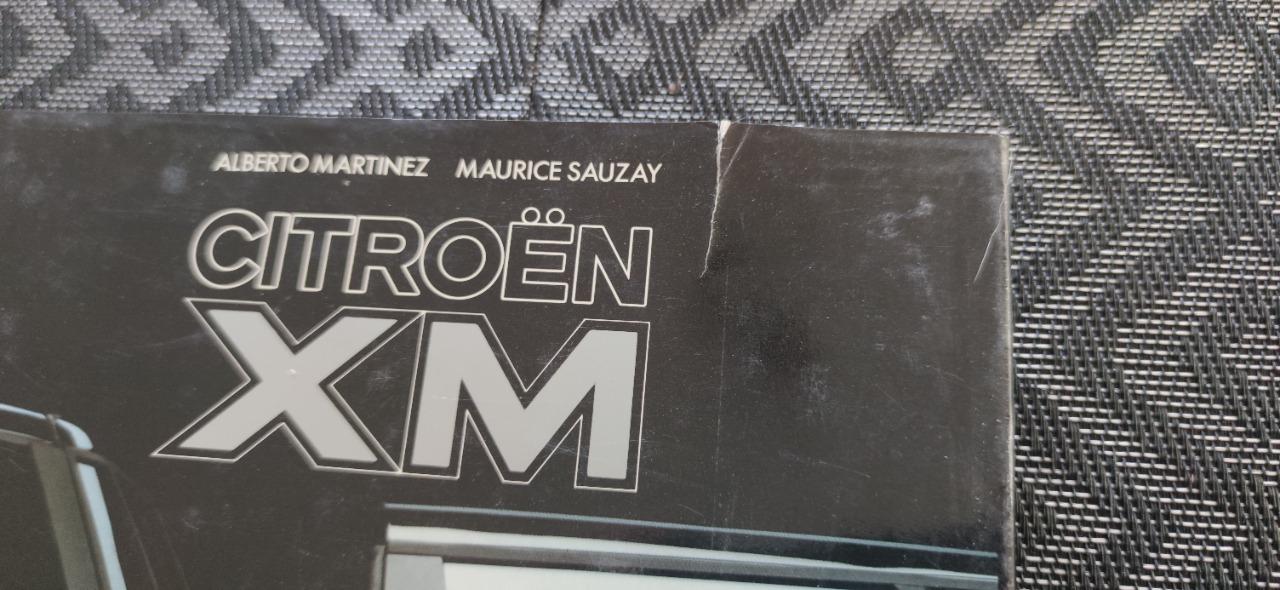 ALBERTO MARTINEZ MAURICE SAUZAY
CITROËN
XM